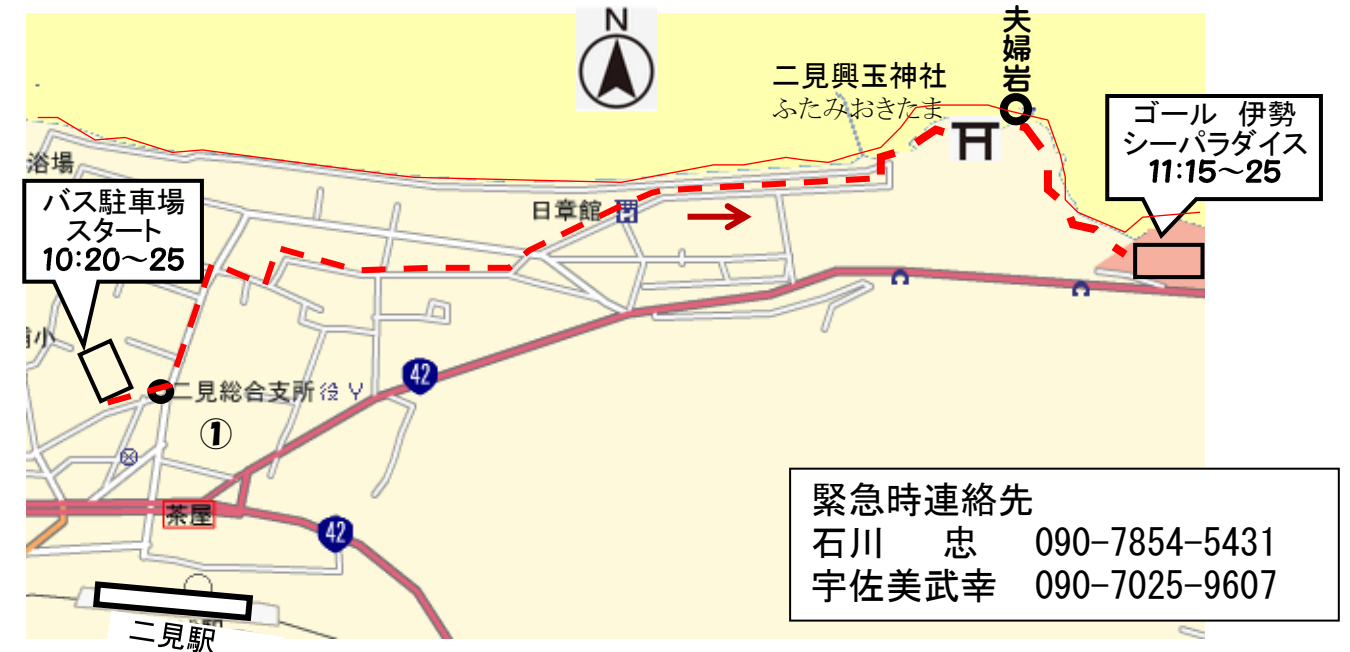 N
夫婦岩
二見興玉神社
ふたみおきたま
ゴール 伊勢
シーパラダイス
11:15～25
浴場
バス駐車場
スタート
10:20～25
日章館
小
42
二見総合支所
役
①
茶屋
42
二見駅
緊急時連絡先
石川 忠 090-7854-5431
宇佐美武幸 090-7025-9607